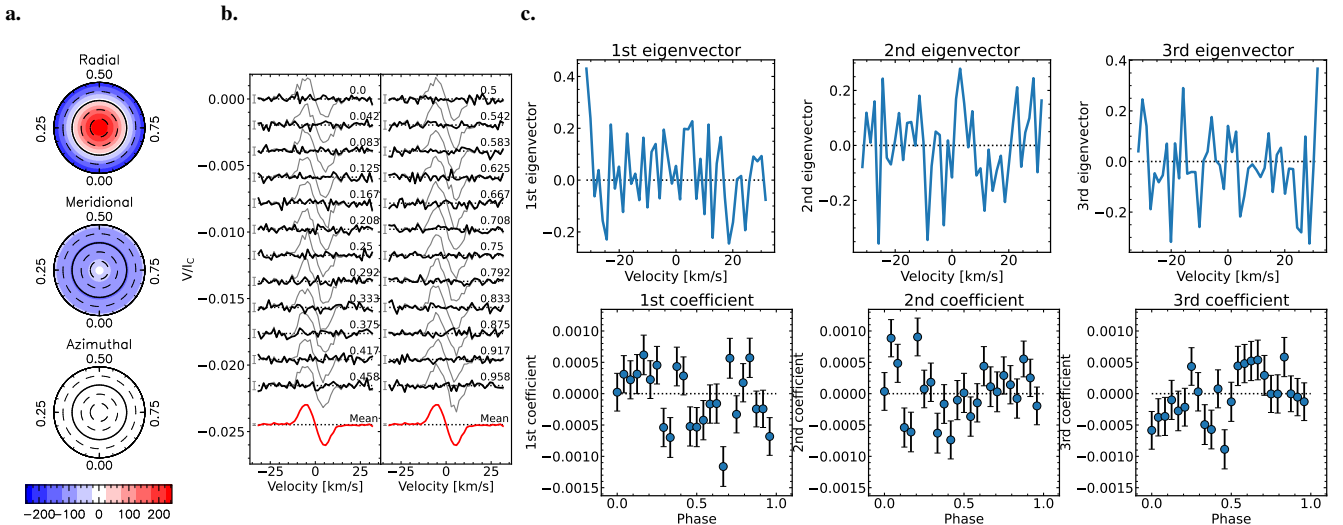 a.
Radial
0.50
0.25
0.75
0.00
Meridional
0.50
0.25
0.75
0.00
Azimuthal
0.50
0.25
0.75
0.00
−200 −100 0 100 200
b.
V/IC
0.000
−0.005
−0.010
−0.015
−0.020
−0.025
0.0
0.042
0.083
0.125
0.167
0.208
0.25
0.292
0.333
0.375
0.417
0.458
Mean
0.5
0.542
0.583
0.625
0.667
0.708
0.75
0.792
0.833
0.875
0.917
0.958
Mean
−25 0 25
−25 0 25
Velocity [km/s]
Velocity [km/s]
c.
1st eigenvector
1st eigenvector
0.4
0.2
0.0
−0.2
−20 0 20
Velocity [km/s]
2nd eigenvector
2nd eigenvector
0.2
0.0
−0.2
−20 0 20
Velocity [km/s]
3rd eigenvector
3rd eigenvector
0.4
0.2
0.0
−0.2
−20 0 20
Velocity [km/s]
1st coefficient
1st coefficient
0.0010
0.0005
0.0000
−0.0005
−0.0010
−0.0015
0.0 0.5 1.0
Phase
2nd coefficient
2nd coefficient
0.0010
0.0005
0.0000
−0.0005
−0.0010
−0.0015
0.0 0.5 1.0
Phase
3rd coefficient
3rd coefficient
0.0010
0.0005
0.0000
−0.0005
−0.0010
−0.0015
0.0 0.5 1.0
Phase